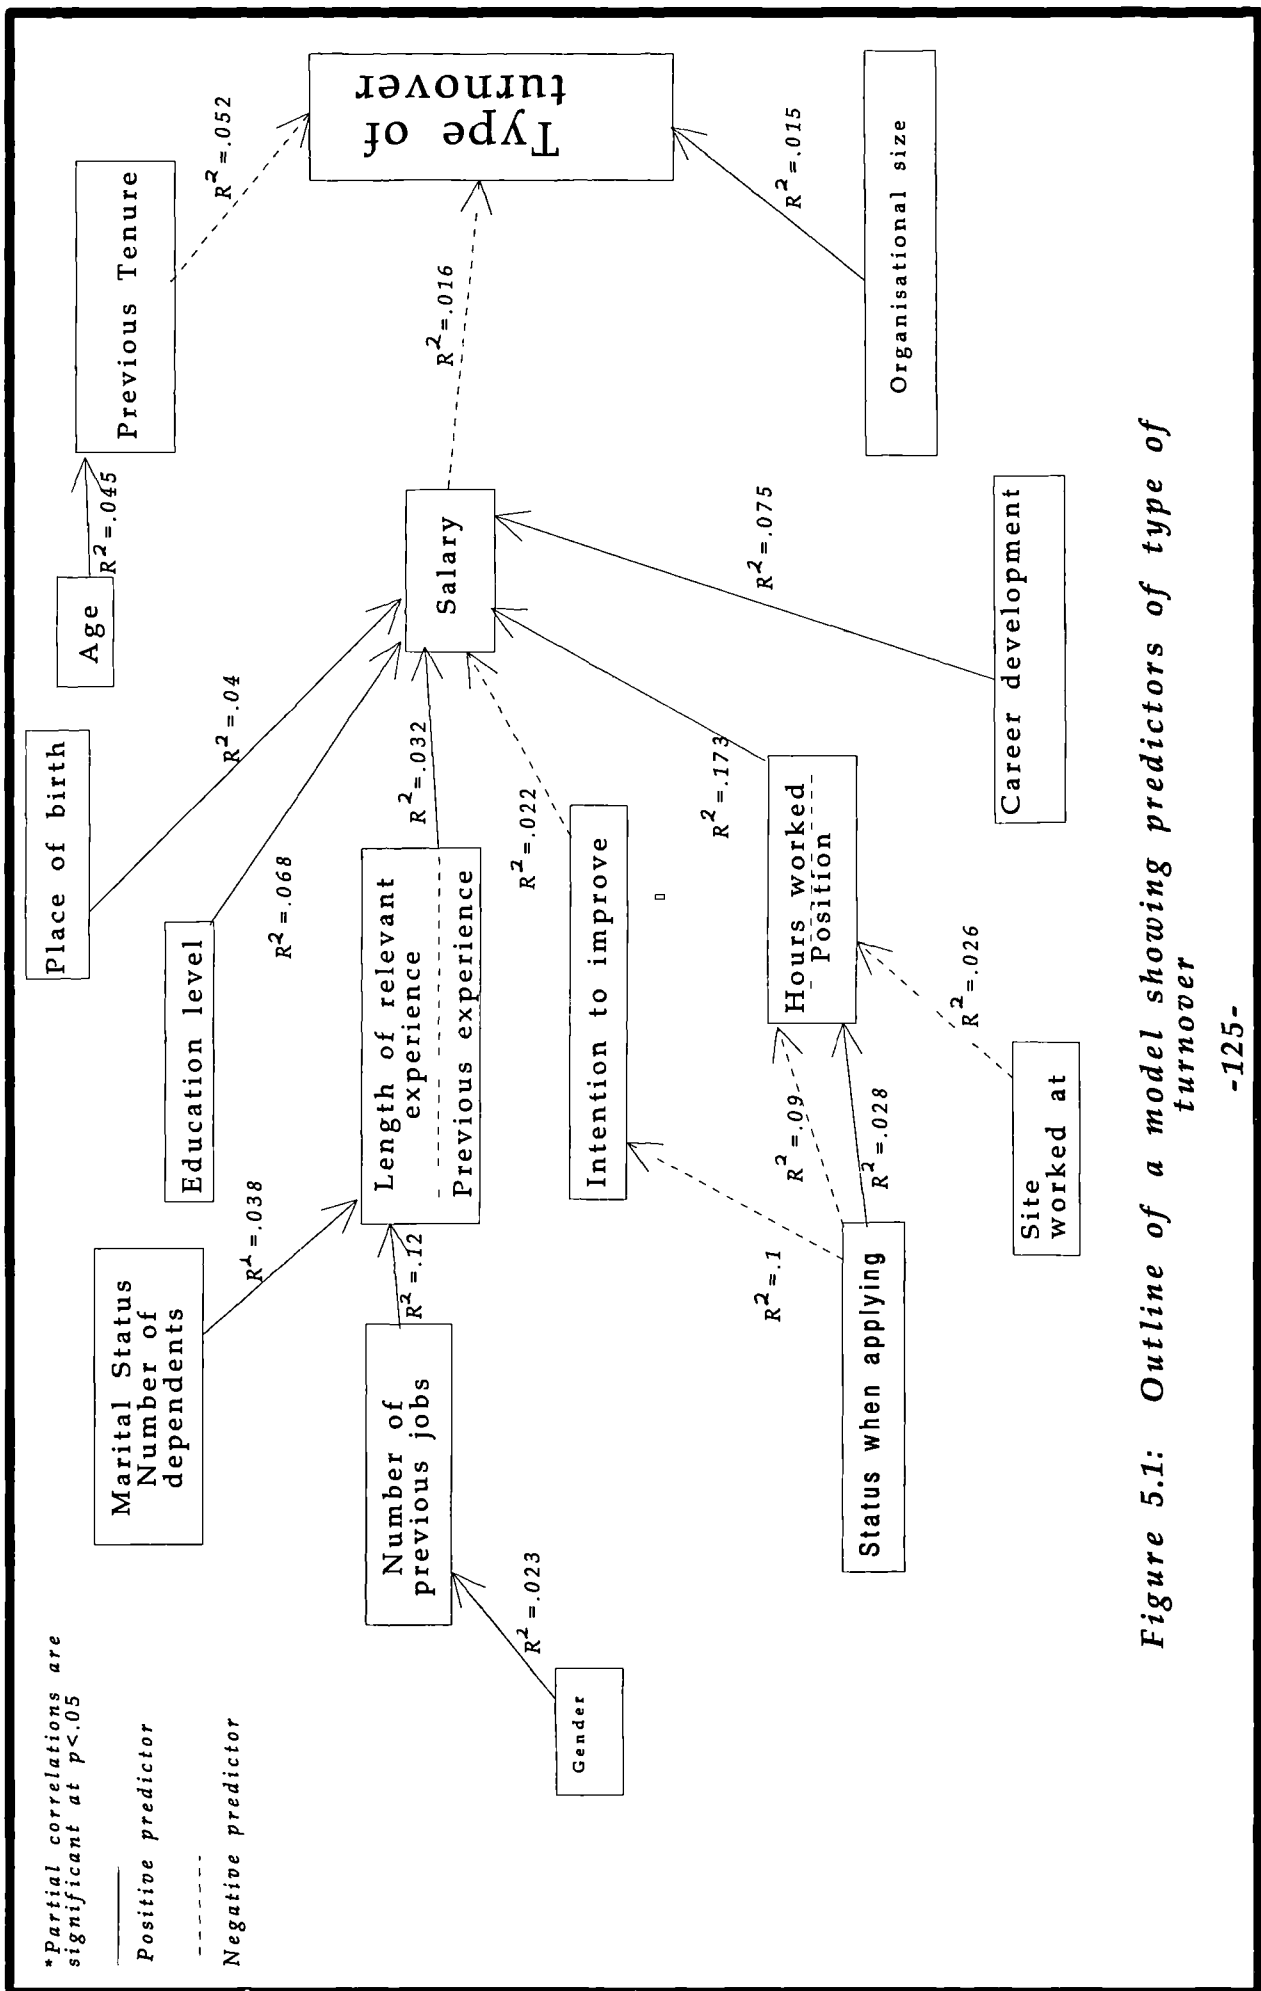 *Partial correlations are
significant at p<.05
Positive predictor
Negative predictor
Place of birth
Age
R²=.045
Previous Tenure
R²=.052
Marital Status
Number of
dependents
R²=.038
Education level
R²=.068
R²=.04
Number of
previous jobs
R²=.12
Length of relevant
experience
Previous experience
R²=.032
Salary
R²=.016
Type of
turnover
Gender
R²=.023
Intention to improve
R²=.022
R²=.1
Status when applying
R²=.09
R²=.028
Hours worked
Position
R²=.173
R²=.075
R²=.015
Organisational size
Site
worked at
R²=.026
Career development
Figure 5.1: Outline of a model showing predictors of type of
turnover
-125-